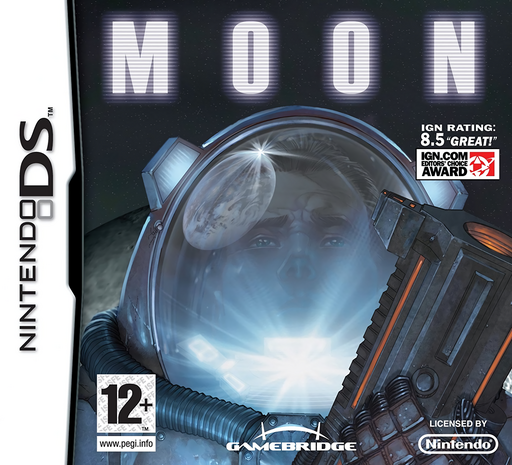 MOON
NINTENDO DS™
IGN RATING:
8.5 "GREAT!"
IGN.COM
EDITORS' CHOICE
AWARD
12+
TM
www.pegi.info
GAMEBRIDGE
LICENSED BY
Nintendo